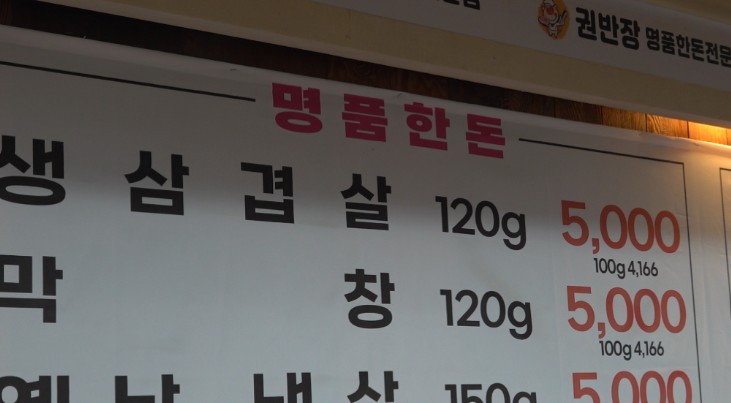 권반장 명품한돈전문
명품한돈
생삼겹살 120g 5,000
100g 4,166
막창 120g 5,000
100g 4,166
150g 5,000